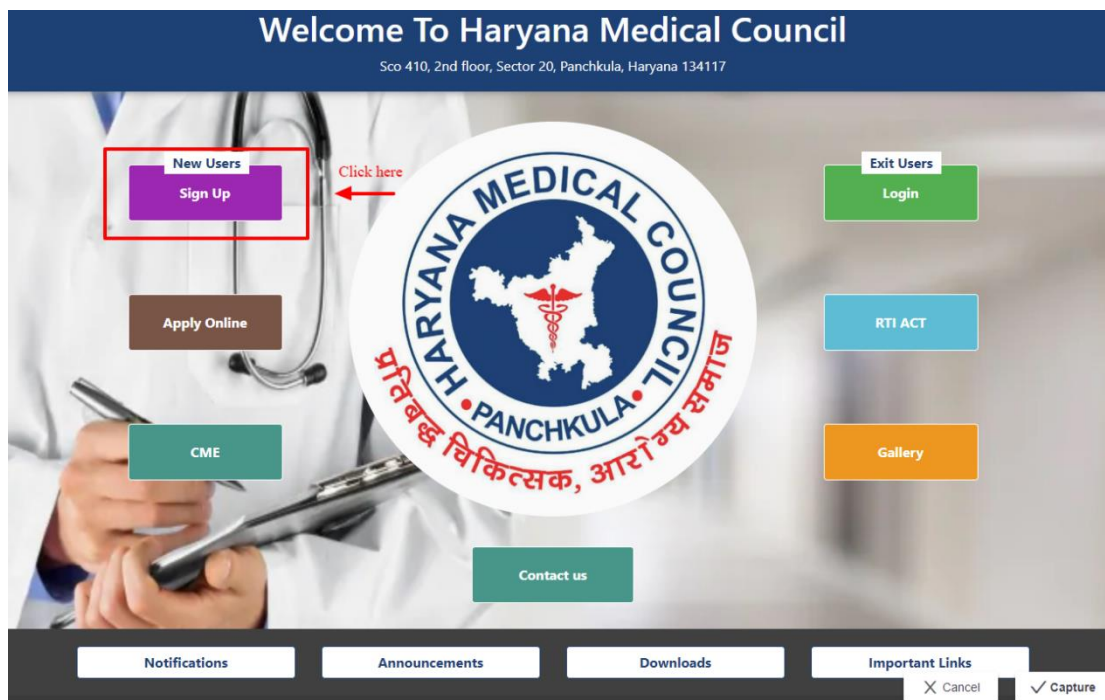 Welcome To Haryana Medical Council
Sco 410, 2nd floor, Sector 20, Panchkula, Haryana 134117
New Users
Sign Up
Click here
Exit Users
Login
HARYANA MEDICAL COUNCIL
PANCHKULA
प्रतिबद्ध चिकित्सक, आरोग्य समाज
Apply Online
RTI ACT
CME
Gallery
Contact us
Notifications
Announcements
Downloads
Important Links
Cancel
Capture